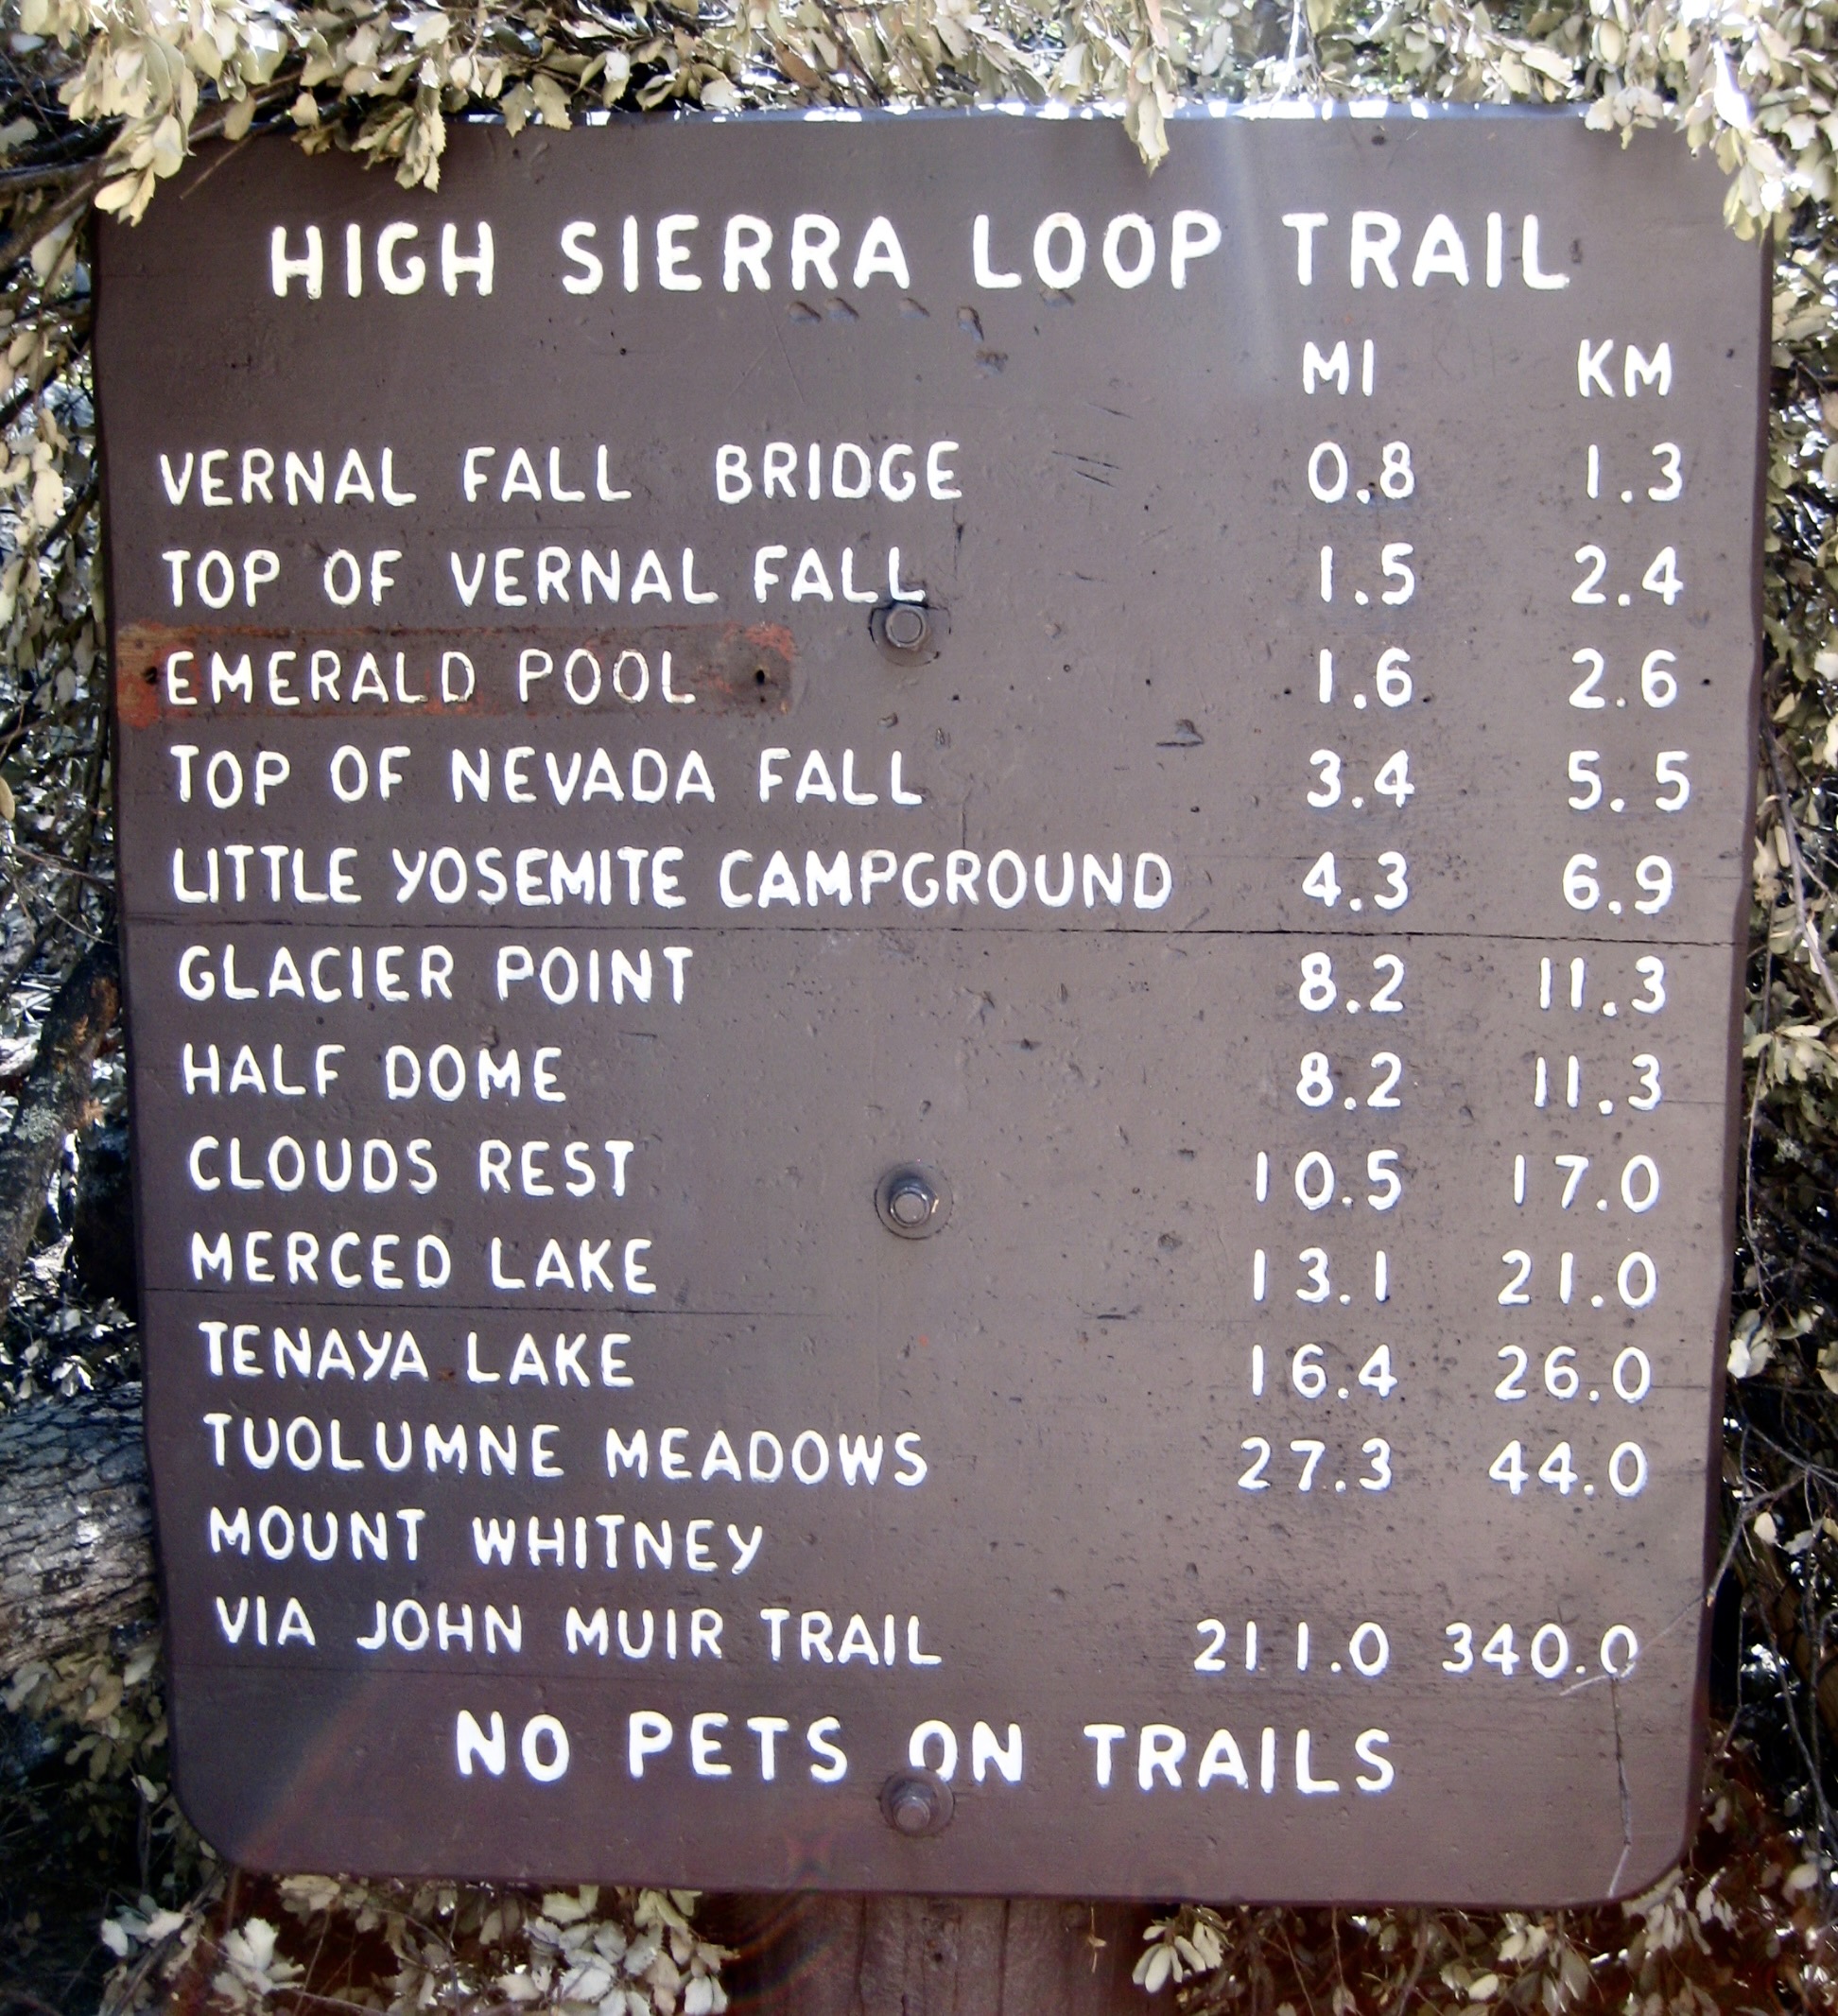 HIGH SIERRA LOOP TRAIL
MI KM
VERNAL FALL BRIDGE 0.8 1.3
TOP OF VERNAL FALL 1.5 2.4
EMERALD POOL 1.6 2.6
TOP OF NEVADA FALL 3.4 5.5
LITTLE YOSEMITE CAMPGROUND 4.3 6.9
GLACIER POINT 8.2 11.3
HALF DOME 8.2 11.3
CLOUDS REST 10.5 17.0
MERCED LAKE 13.1 21.0
TENAYA LAKE 16.4 26.0
TUOLUMNE MEADOWS 27.3 44.0
MOUNT WHITNEY
VIA JOHN MUIR TRAIL 211.0 340.0
NO PETS ON TRAILS